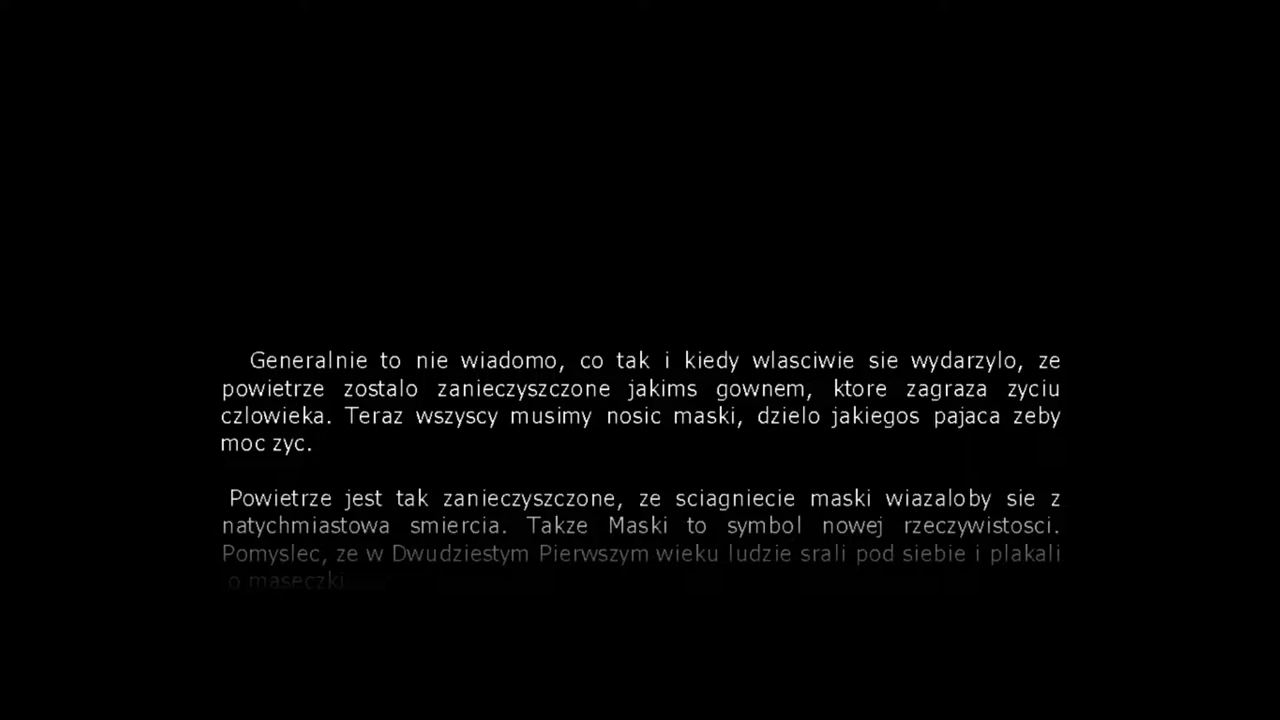 Generalnie to nie wiadomo, co tak i kiedy wlasciwie sie wydarzylo, ze
powietrze zostalo zanieczyszczone jakims gownem, ktore zagraza zyciu
czlowieka. Teraz wszyscy musimy nosic maski, dzielo jakiegos pajaca zeby
moc zyc.
Powietrze jest tak zanieczyszczone, ze sciagniecie maski wiazaloby sie z
natychmiastowa smiercia. Takze Maski to symbol nowej rzeczywistosci.
Pomyslec, ze w Dwudziestym Pierwszym wieku ludzie srali pod siebie i plakali
o maseczki